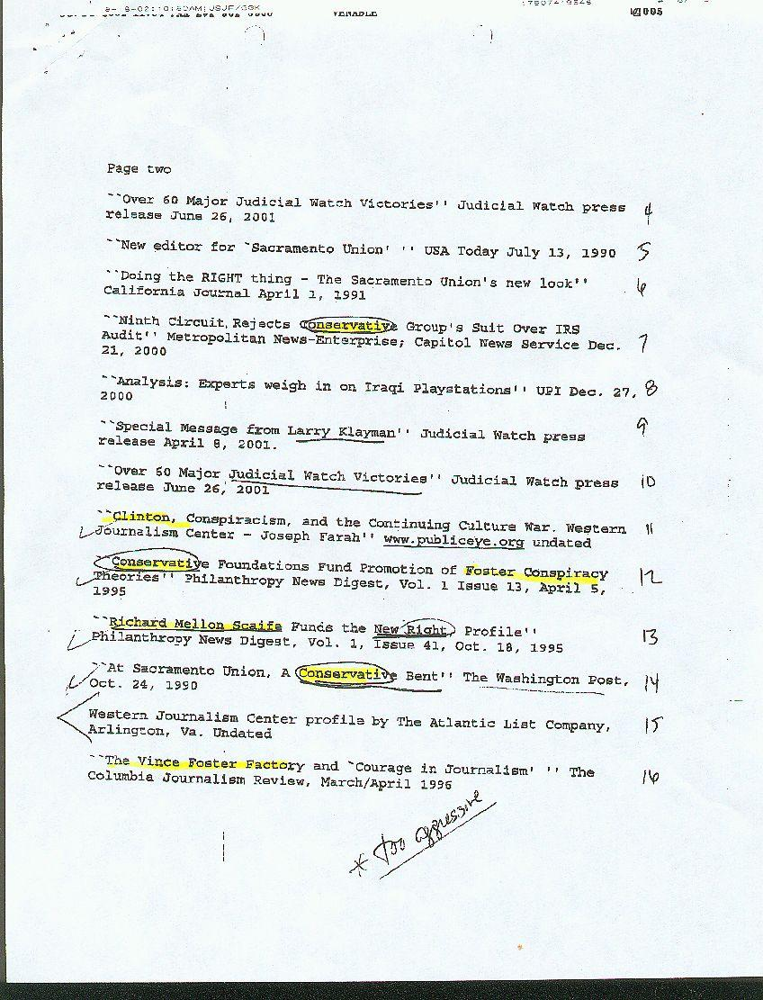 VENABLE
005
Page two
``Over 60 Major Judicial Watch Victories'' Judicial Watch press 4
release June 26, 2001
``New editor for `Sacramento Union' '' USA Today July 13, 1990 5
``Doing the RIGHT thing - The Sacramento Union's new look'' 6
California Journal April 1, 1991
``Ninth Circuit Rejects Conservative Group's Suit Over IRS
Audit'' Metropolitan News-Enterprise; Capitol News Service Dec. 7
21, 2000
``Analysis: Experts weigh in on Iraqi Playstations'' UPI Dec. 27, 8
2000
``Special Message from Larry Klayman'' Judicial Watch press 9
release April 8, 2001.
``Over 60 Major Judicial Watch Victories'' Judicial Watch press 10
release June 26, 2001
``Clinton, Conspiracism, and the Continuing Culture War. Western 11
Journalism Center - Joseph Farah'' www.publiceye.org undated
``Conservative Foundations Fund Promotion of Foster Conspiracy 12
Theories'' Philanthropy News Digest, Vol. 1 Issue 13, April 5,
1995
``Richard Mellon Scaife Funds the New Right Profile'' 13
Philanthropy News Digest, Vol. 1, Issue 41, Oct. 18, 1995
``At Sacramento Union, A Conservative Bent'' The Washington Post, 14
Oct. 24, 1990
Western Journalism Center profile by The Atlantic List Company, 15
Arlington, Va. Undated
``The Vince Foster Factory and `Courage in Journalism' '' The 16
Columbia Journalism Review, March/April 1996
* too aggressive